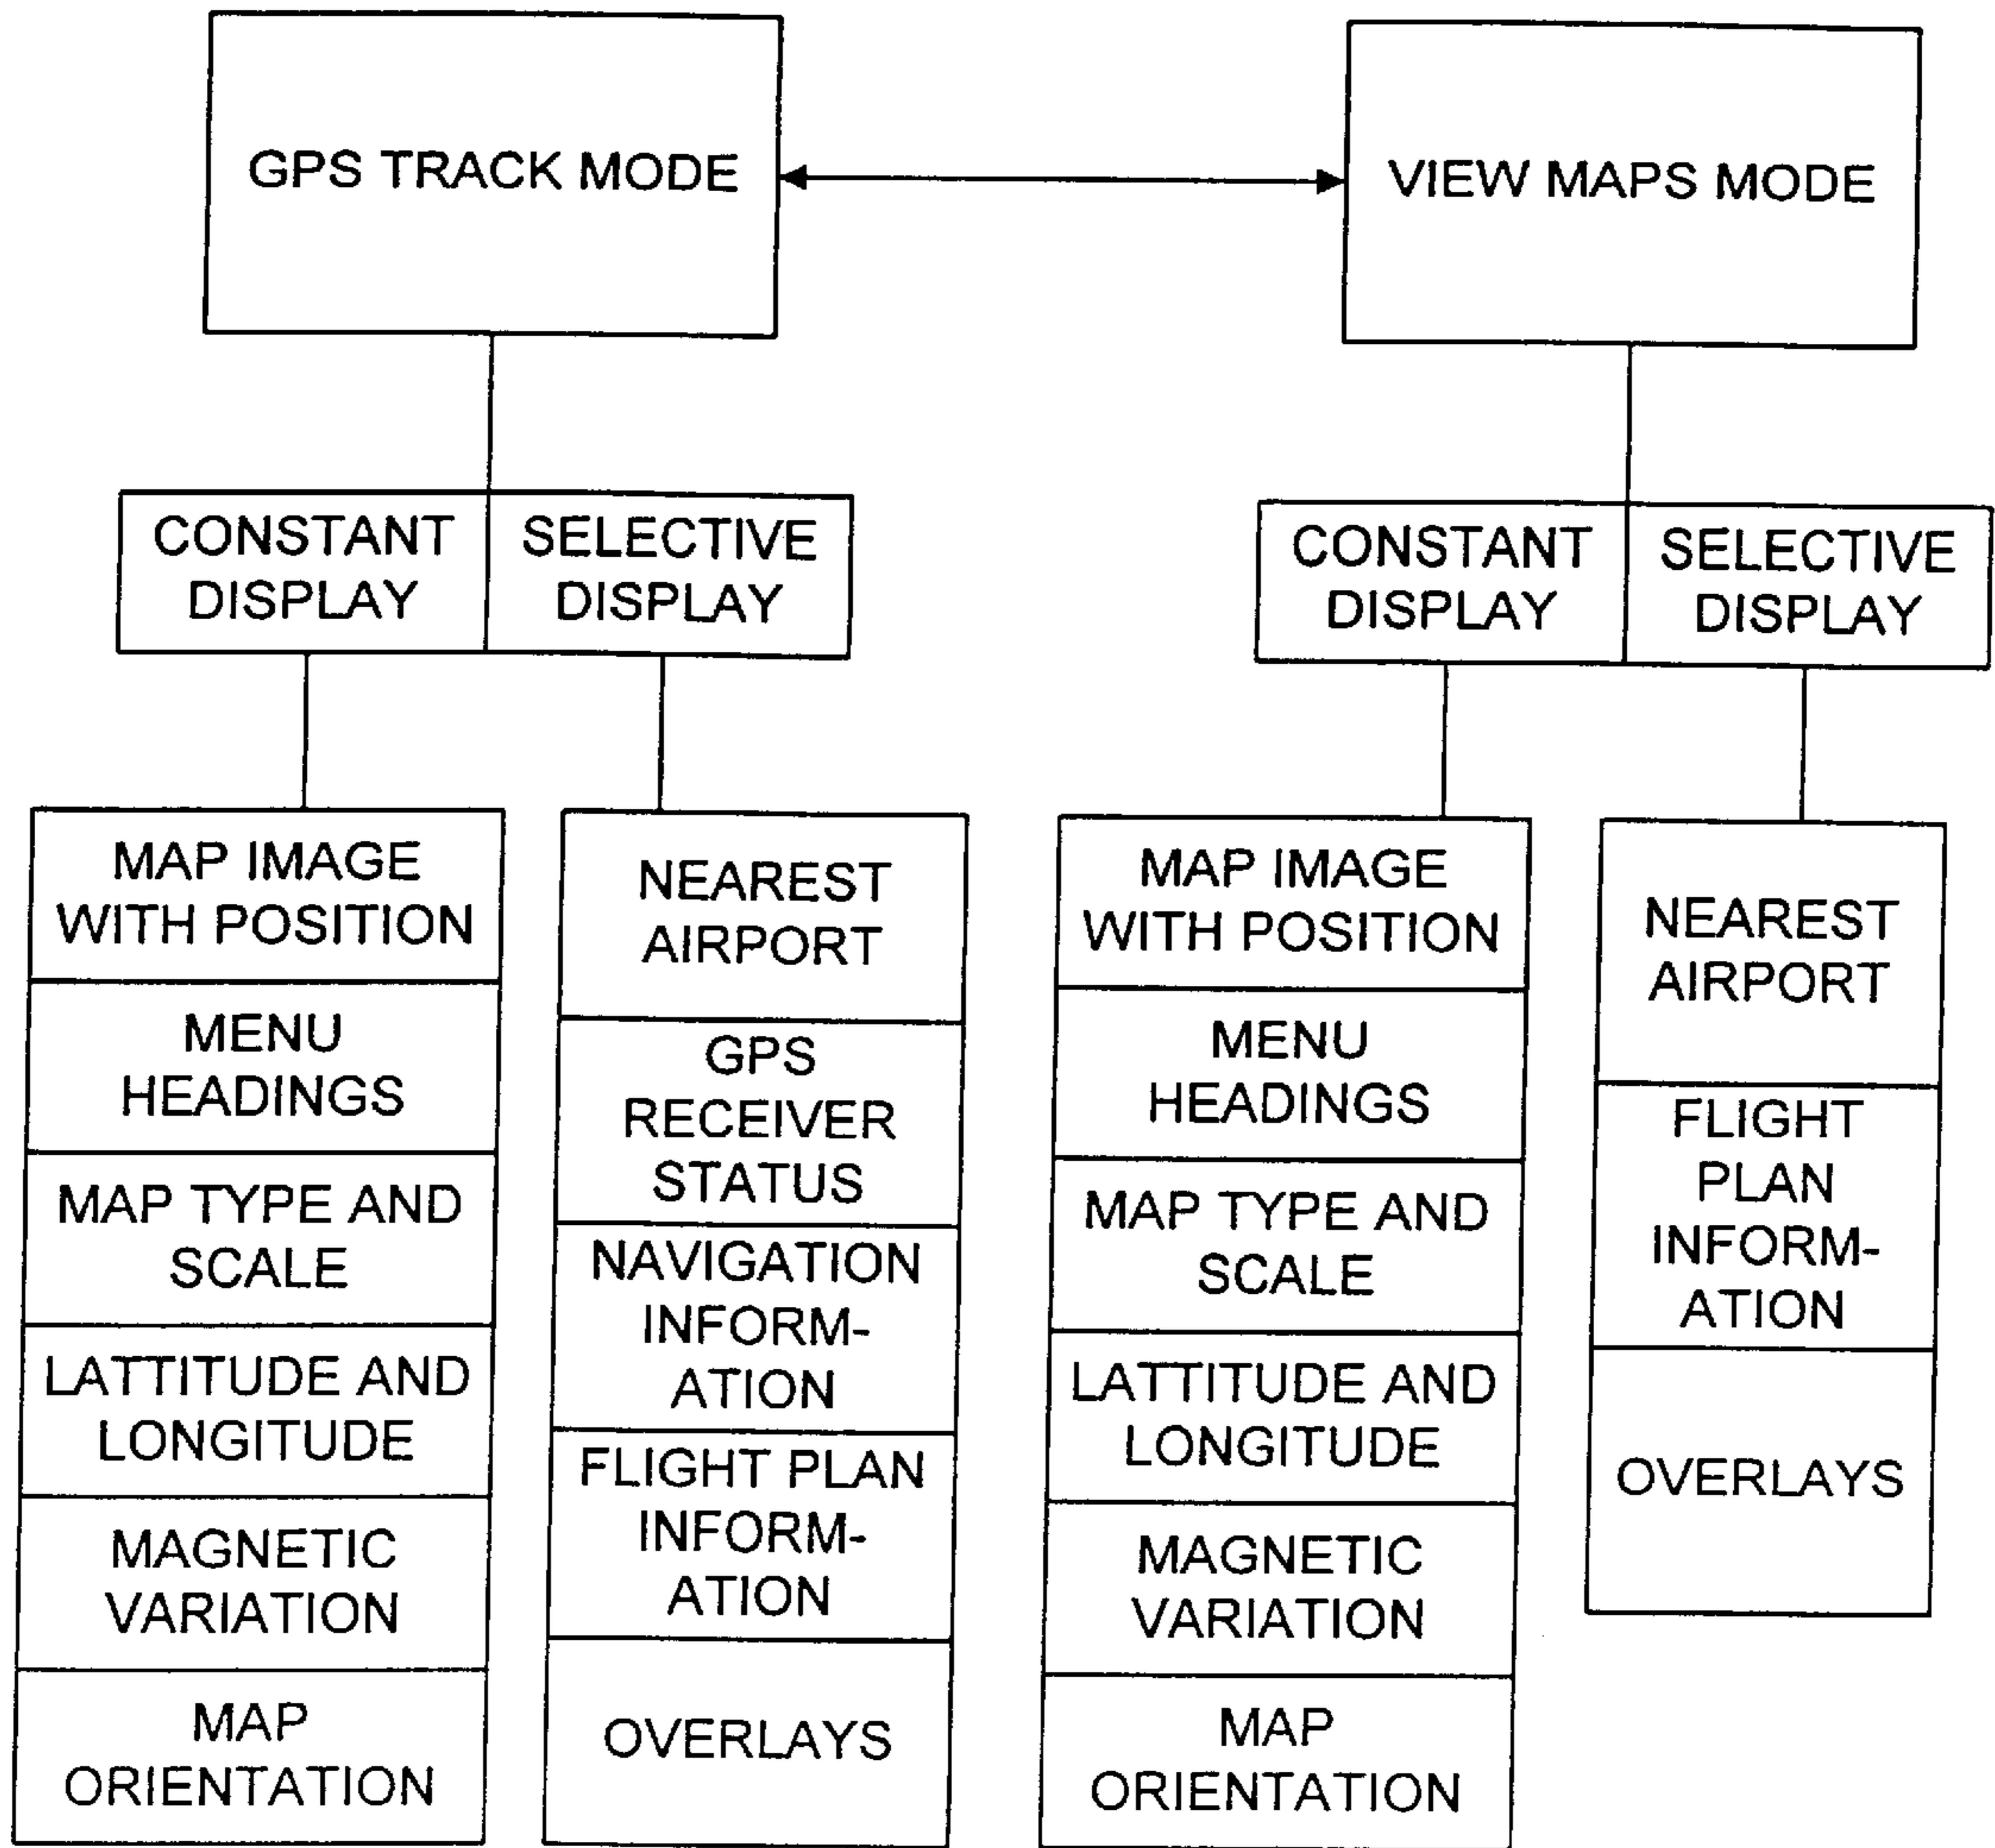 GPS TRACK MODE
VIEW MAPS MODE
CONSTANT
DISPLAY
SELECTIVE
DISPLAY
CONSTANT
DISPLAY
SELECTIVE
DISPLAY
MAP IMAGE
WITH POSITION
MENU
HEADINGS
MAP TYPE AND
SCALE
LATTITUDE AND
LONGITUDE
MAGNETIC
VARIATION
MAP
ORIENTATION
NEAREST
AIRPORT
GPS
RECEIVER
STATUS
NAVIGATION
INFORM-
ATION
FLIGHT PLAN
INFORM-
ATION
OVERLAYS
MAP IMAGE
WITH POSITION
MENU
HEADINGS
MAP TYPE AND
SCALE
LATTITUDE AND
LONGITUDE
MAGNETIC
VARIATION
MAP
ORIENTATION
NEAREST
AIRPORT
FLIGHT
PLAN
INFORM-
ATION
OVERLAYS